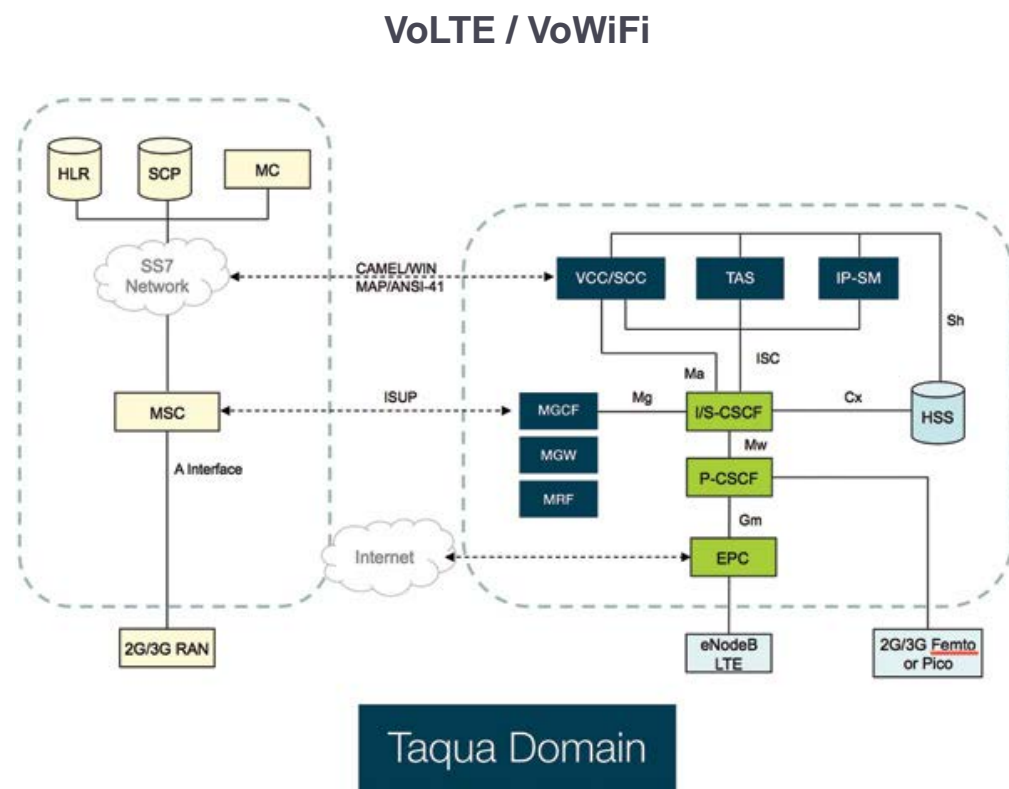 VoLTE / VoWiFi
HLR
SCP
MC
SS7
Network
CAMEL/WIN
MAP/ANSI-41
VCC/SCC
TAS
IP-SM
Sh
ISC
Ma
MSC
ISUP
MGCF
Mg
I/S-CSCF
Cx
HSS
Mw
A Interface
MGW
P-CSCF
MRF
Gm
Internet
EPC
2G/3G RAN
eNodeB
LTE
2G/3G Femto
or Pico
Taqua Domain